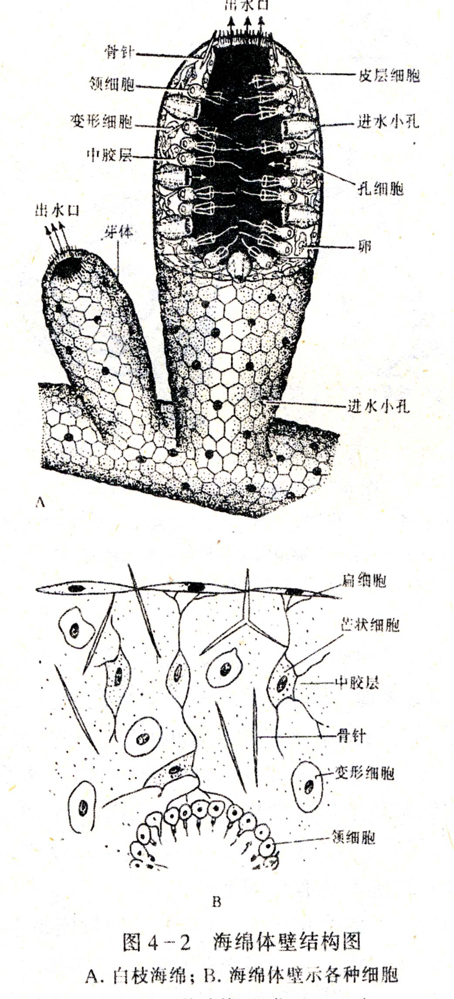 出水口
骨针
皮层细胞
领细胞
变形细胞
进水小孔
中胶层
孔细胞
出水口
芽体
卵
进水小孔
A
扁细胞
芒状细胞
中胶层
骨针
变形细胞
领细胞
B
图 4-2 海绵体壁结构图
A. 白枝海绵; B. 海绵体壁示各种细胞